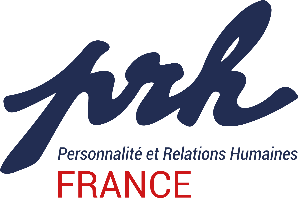 prh
Personnalité et Relations Humaines
FRANCE